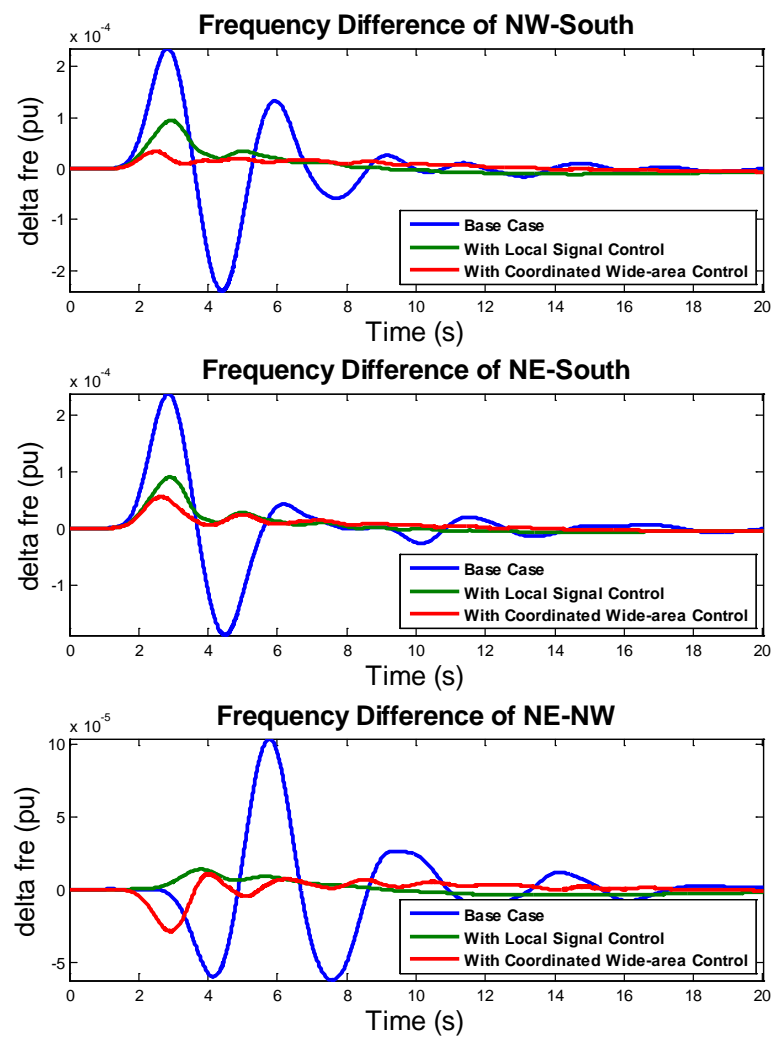 Frequency Difference of NW-South
x 10-4
2
1
0
-1
-2
delta fre (pu)
Base Case
With Local Signal Control
With Coordinated Wide-area Control
0 2 4 6 8 10 12 14 16 18 20
Time (s)
Frequency Difference of NE-South
x 10-4
2
1
0
-1
delta fre (pu)
Base Case
With Local Signal Control
With Coordinated Wide-area Control
0 2 4 6 8 10 12 14 16 18 20
Time (s)
Frequency Difference of NE-NW
x 10-5
10
5
0
-5
delta fre (pu)
Base Case
With Local Signal Control
With Coordinated Wide-area Control
0 2 4 6 8 10 12 14 16 18 20
Time (s)